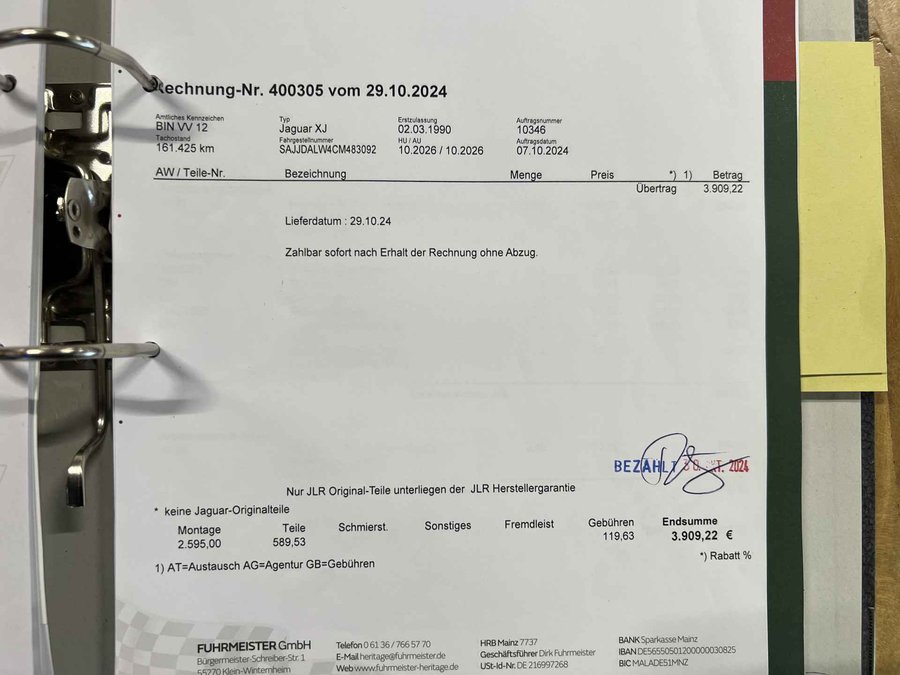 Rechnung-Nr. 400305 vom 29.10.2024
Amtliches Kennzeichen Typ Erstzulassung Auftragsnummer
BIN VV 12 Jaguar XJ 02.03.1990 10346
Tachostand Fahrgestellnummer HU / AU Auftragsdatum
161.425 km SAJJDALW4CM483092 10.2026 / 10.2026 07.10.2024
AW / Teile-Nr. Bezeichnung Menge Preis *) 1) Betrag
Übertrag 3.909,22
Lieferdatum : 29.10.24
Zahlbar sofort nach Erhalt der Rechnung ohne Abzug.
BEZAHLT 2024
Nur JLR Original-Teile unterliegen der JLR Herstellergarantie
* keine Jaguar-Originalteile
Montage Teile Schmierst. Sonstiges Fremdleist Gebühren Endsumme
2.595,00 589,53 119,63 3.909,22 €
*) Rabatt %
1) AT=Austausch AG=Agentur GB=Gebühren
FUHRMEISTER GmbH
Bürgermeister-Schreiber-Str. 1
55270 Klein-Winternheim
Telefon 0 61 36 / 766 57 70
E-Mail heritage@fuhrmeister.de
Web www.fuhrmeister-heritage.de
HRB Mainz 7737
Geschäftsführer Dirk Fuhrmeister
USt-Id-Nr. DE 216997268
BANK Sparkasse Mainz
IBAN DE56550501200000030825
BIC MALADE51MNZ